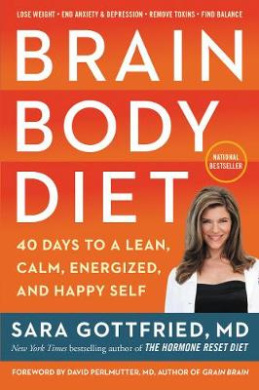 LOSE WEIGHT • END ANXIETY & DEPRESSION • REMOVE TOXINS • FIND BALANCE
BRAIN
BODY
DIET
NATIONAL
BESTSELLER
40 DAYS TO A LEAN,
CALM, ENERGIZED,
AND HAPPY SELF
SARA GOTTFRIED, MD
New York Times bestselling author of THE HORMONE RESET DIET
FOREWORD BY DAVID PERLMUTTER, MD, AUTHOR OF GRAIN BRAIN